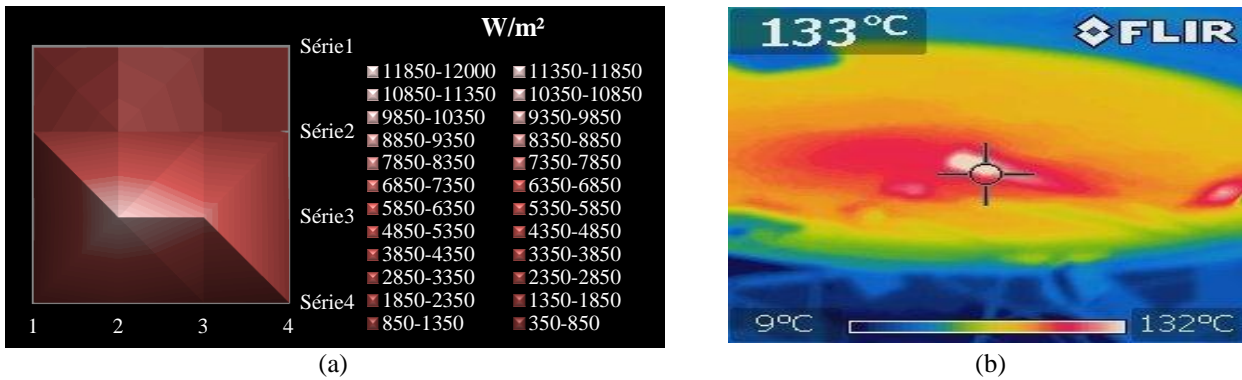 W/m²
Série1
11850-12000 11350-11850
10850-11350 10350-10850
9850-10350 9350-9850
Série2
8850-9350 8350-8850
7850-8350 7350-7850
6850-7350 6350-6850
5850-6350 5350-5850
Série3
4850-5350 4350-4850
3850-4350 3350-3850
2850-3350 2350-2850
Série4
1850-2350 1350-1850
850-1350 350-850
1 2 3 4
(a)
133°C
FLIR
9°C 132°C
(b)